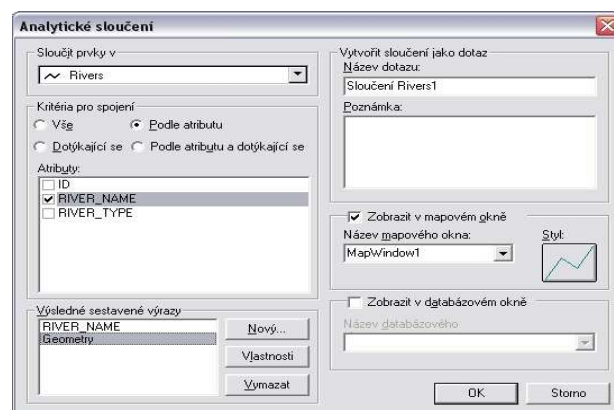 Analytické sloučení
Sloučit prvky v
Rivers
Kritéria pro spojení
Vše
Podle atributu
Dotýkající se
Podle atributu a dotýkající se
Atributy:
ID
RIVER_NAME
RIVER_TYPE
Výsledné sestavené výrazy
RIVER_NAME
Geometry
Nový...
Vlastnosti
Vymazat
Vytvořit sloučení jako dotaz
Název dotazu:
Sloučení Rivers1
Poznámka:
Zobrazit v mapovém okně
Název mapového okna:
Styl:
MapWindow1
Zobrazit v databázovém okně
Název databázového
OK
Storno